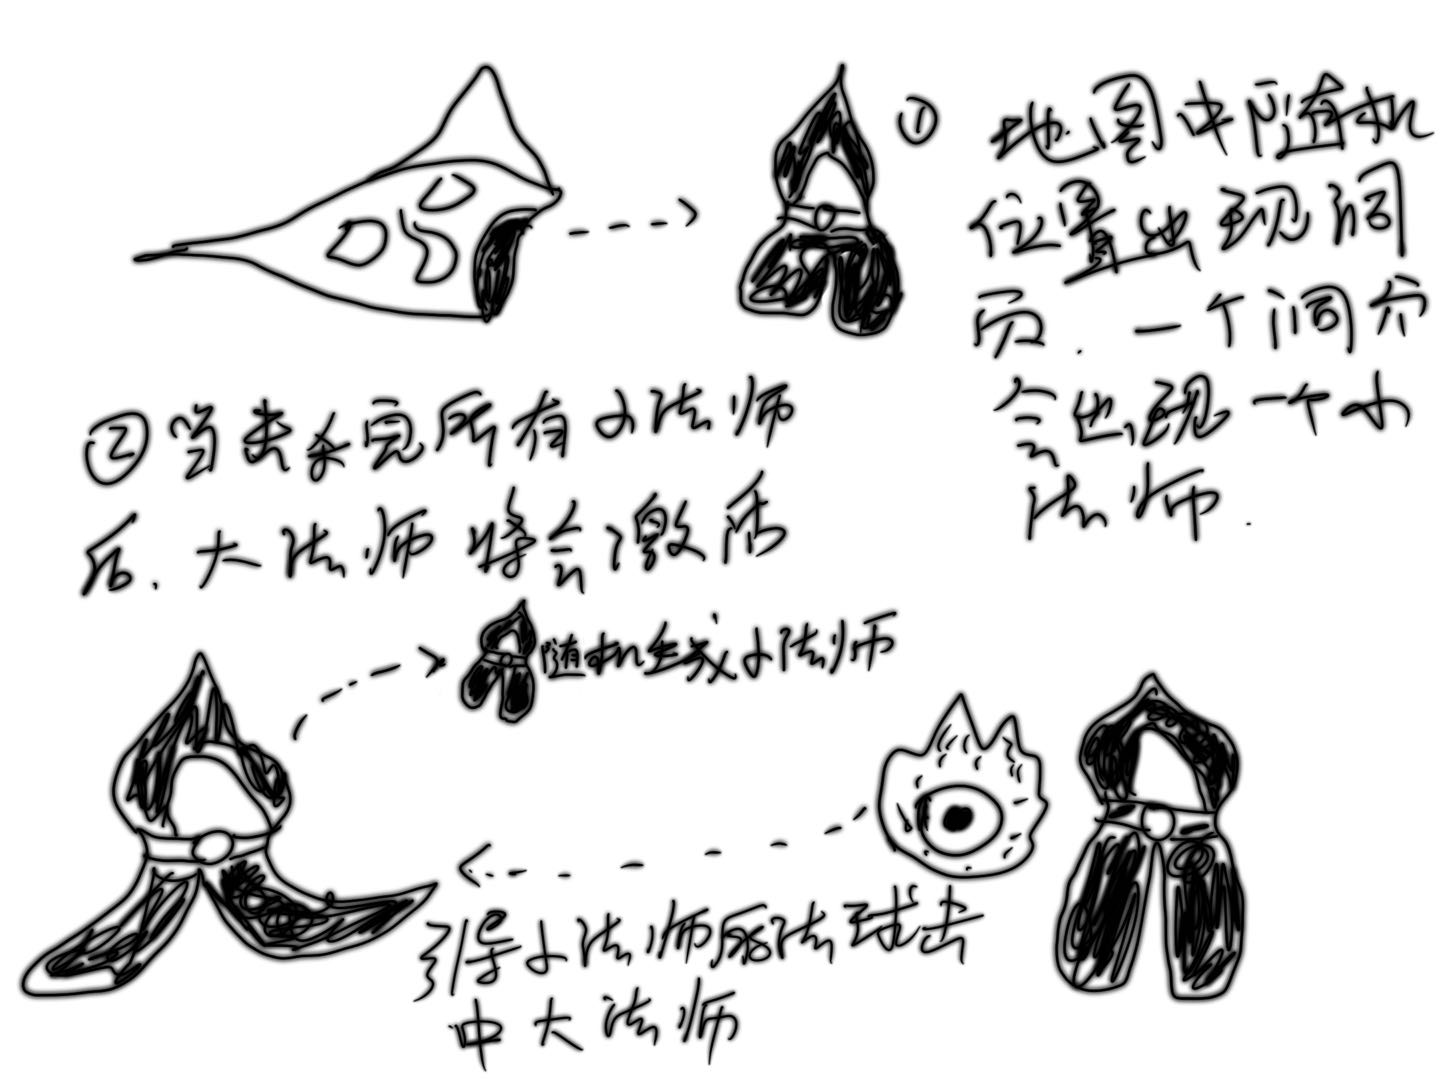 ① 地图中随机
位置出现洞
穴.一个洞穴
会出现一个小
法师.
②当击杀完所有小法师
后.大法师将会激活
随机生成小法师
引导小法师用法球击
中大法师